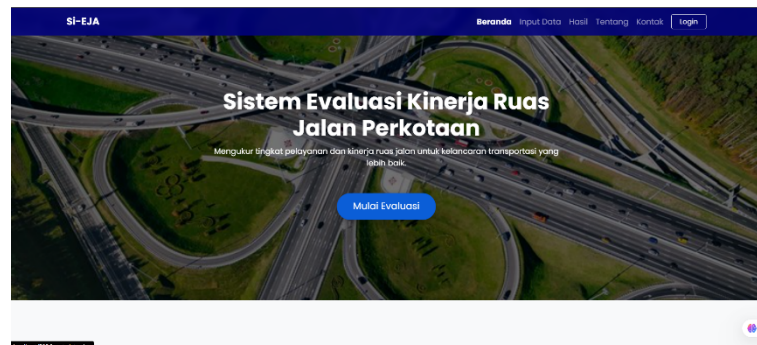 Si-EJA
Beranda Input Data Hasil Tentang Kontak Login
Sistem Evaluasi Kinerja Ruas
Jalan Perkotaan
Mengukur tingkat pelayanan dan kinerja ruas jalan untuk kelancaran transportasi yang
lebih baik.
Mulai Evaluasi